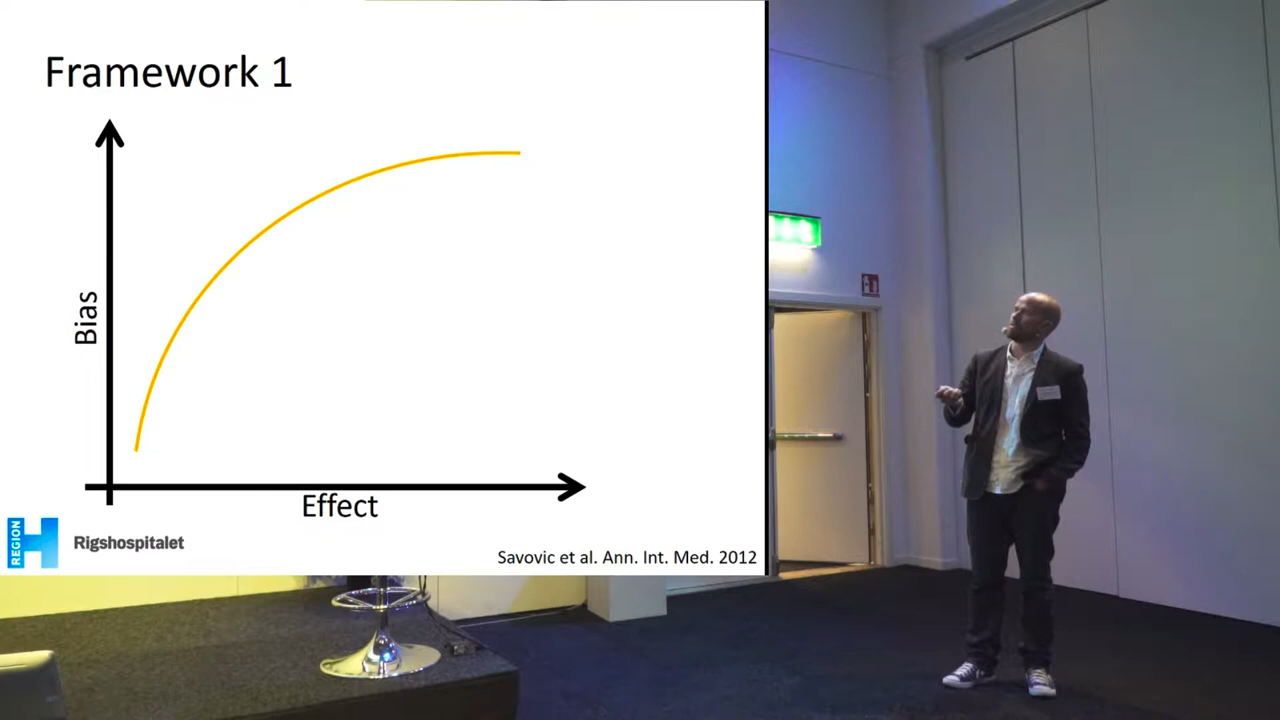 Framework 1
Bias
Effect
REGION
H
Rigshospitalet
Savovic et al. Ann. Int. Med. 2012